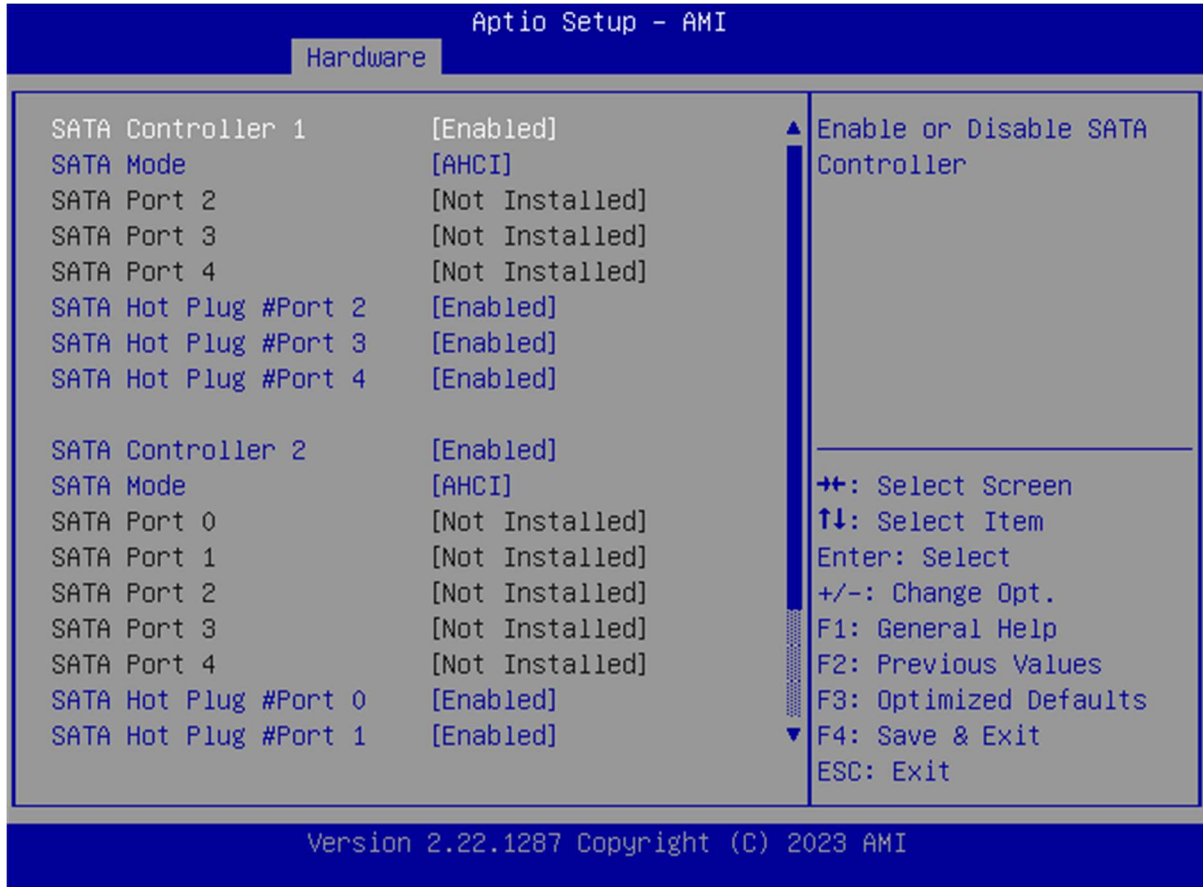 Aptio Setup – AMI
Hardware
SATA Controller 1 [Enabled]
SATA Mode [AHCI]
SATA Port 2 [Not Installed]
SATA Port 3 [Not Installed]
SATA Port 4 [Not Installed]
SATA Hot Plug #Port 2 [Enabled]
SATA Hot Plug #Port 3 [Enabled]
SATA Hot Plug #Port 4 [Enabled]
SATA Controller 2 [Enabled]
SATA Mode [AHCI]
SATA Port 0 [Not Installed]
SATA Port 1 [Not Installed]
SATA Port 2 [Not Installed]
SATA Port 3 [Not Installed]
SATA Port 4 [Not Installed]
SATA Hot Plug #Port 0 [Enabled]
SATA Hot Plug #Port 1 [Enabled]
Enable or Disable SATA
Controller
→←: Select Screen
↑↓: Select Item
Enter: Select
+/-: Change Opt.
F1: General Help
F2: Previous Values
F3: Optimized Defaults
F4: Save & Exit
ESC: Exit
Version 2.22.1287 Copyright (C) 2023 AMI